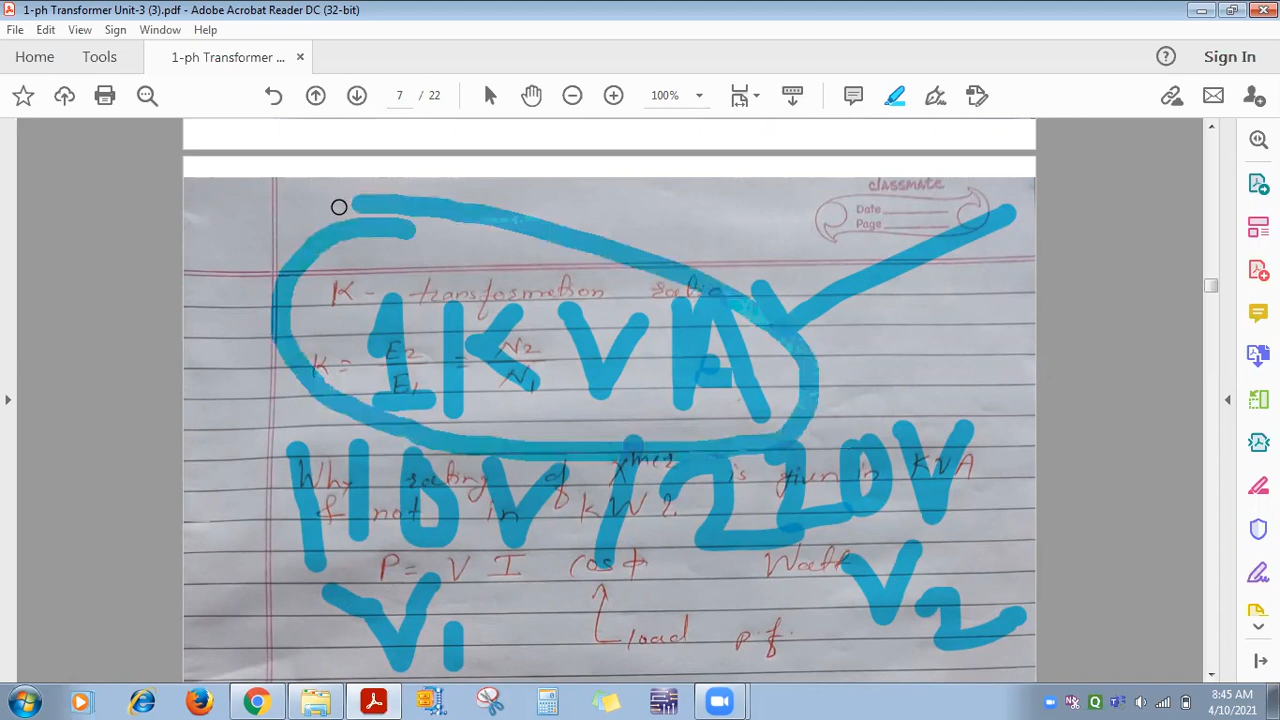 1-ph Transformer Unit-3 (3).pdf - Adobe Acrobat Reader DC (32-bit)
File Edit View Sign Window Help
Home Tools 1-ph Transformer ... × Sign In
7 / 22 100%
classmate
Date
Page
K - transformation ratio
K = E2 / E1 = N2 / N1
1KVA
Why rating of Xmer is given in KVA
& not in kW?
110V/220V
P = V I cosϕ Watt
V1 V2
load p.f.
8:45 AM
4/10/2021